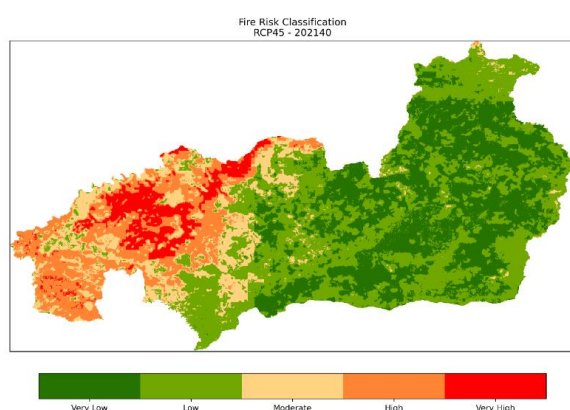 Fire Risk Classification
RCP45 - 202140
Very Low Low Moderate High Very High